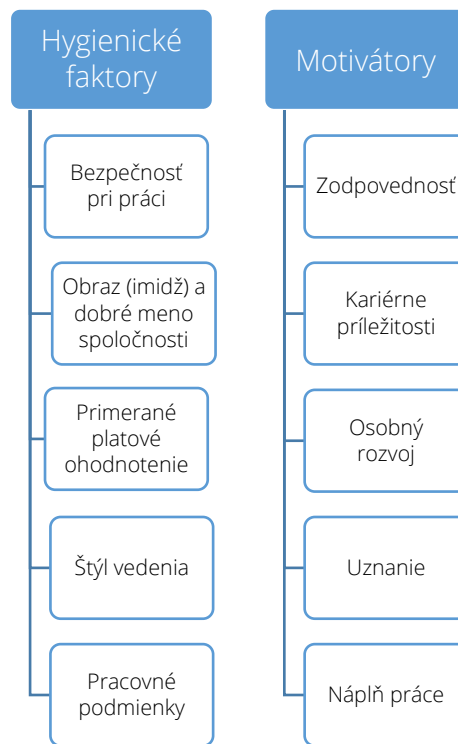 Hygienické
faktory
Bezpečnosť
pri práci
Obraz (imidž) a
dobré meno
spoločnosti
Primerané
platové
ohodnotenie
Štýl vedenia
Pracovné
podmienky
Motivátory
Zodpovednosť
Kariérne
príležitosti
Osobný
rozvoj
Uznanie
Náplň práce